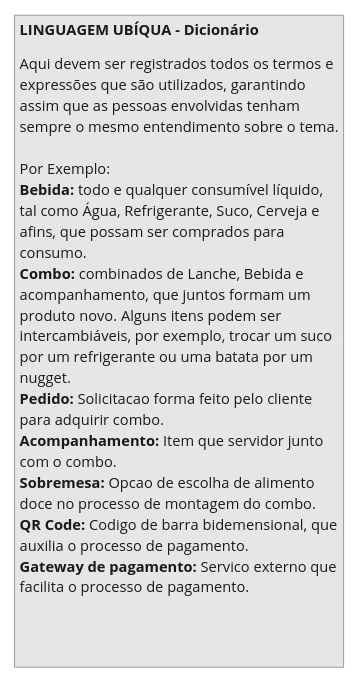 LINGUAGEM UBÍQUA - Dicionário
Aqui devem ser registrados todos os termos e
expressões que são utilizados, garantindo
assim que as pessoas envolvidas tenham
sempre o mesmo entendimento sobre o tema.
Por Exemplo:
Bebida: todo e qualquer consumível líquido,
tal como Água, Refrigerante, Suco, Cerveja e
afins, que possam ser comprados para
consumo.
Combo: combinados de Lanche, Bebida e
acompanhamento, que juntos formam um
produto novo. Alguns itens podem ser
intercambiáveis, por exemplo, trocar um suco
por um refrigerante ou uma batata por um
nugget.
Pedido: Solicitacao forma feito pelo cliente
para adquirir combo.
Acompanhamento: Item que servidor junto
com o combo.
Sobremesa: Opcao de escolha de alimento
doce no processo de montagem do combo.
QR Code: Codigo de barra bidemensional, que
auxilia o processo de pagamento.
Gateway de pagamento: Servico externo que
facilita o processo de pagamento.